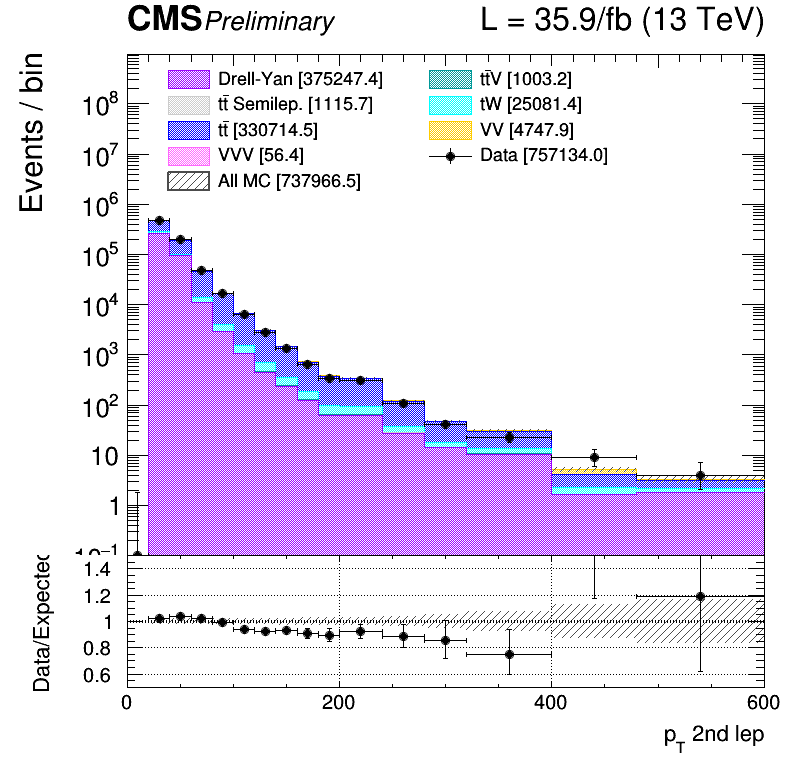 CMS Preliminary L = 35.9/fb (13 TeV)
Events / bin
Drell-Yan [375247.4]
tt̄ Semilep. [1115.7]
tt̄ [330714.5]
VVV [56.4]
All MC [737966.5]
tt̄V [1003.2]
tW [25081.4]
VV [4747.9]
Data [757134.0]
10⁸
10⁷
10⁶
10⁵
10⁴
10³
10²
10
1
10⁻¹
Data/Expected
1.4
1.2
1
0.8
0.6
0 200 400 600
p_T 2nd lep